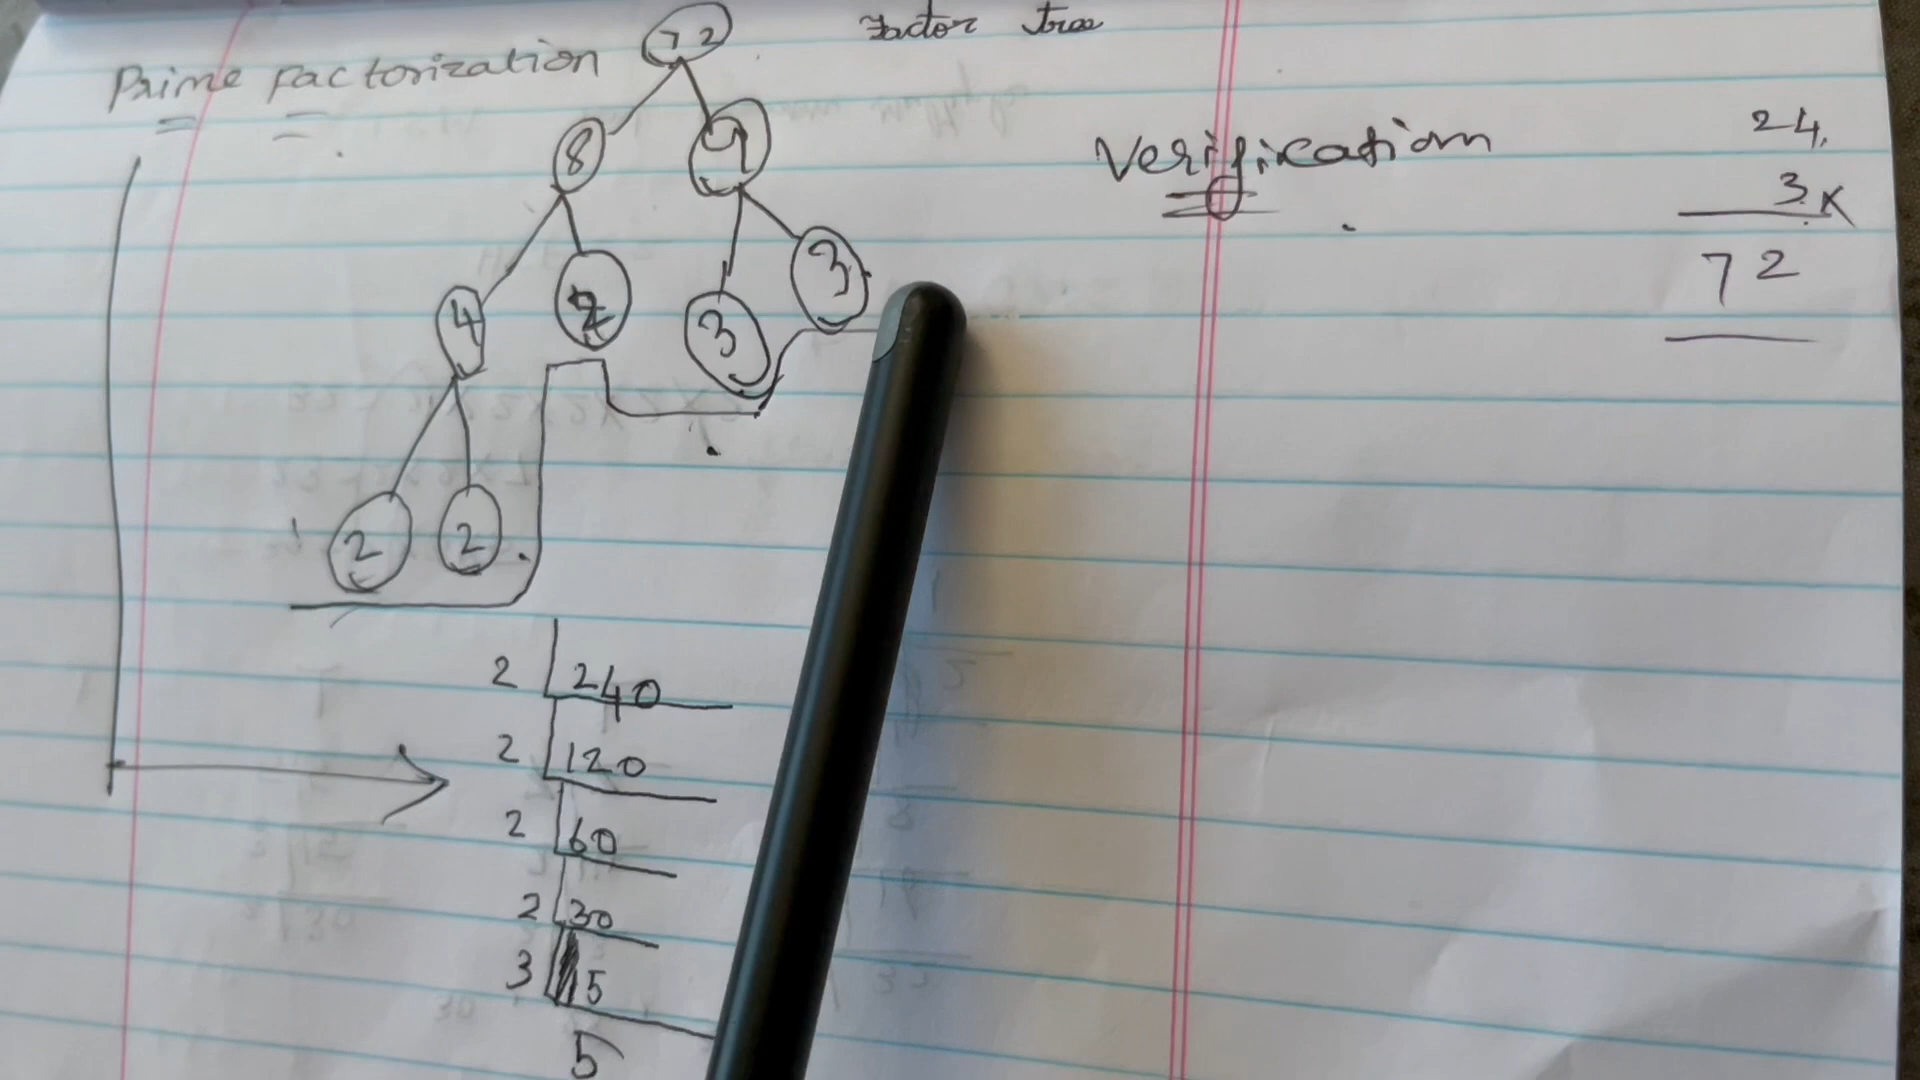 Prime Factorization
Factor tree
72
8 9
4 2 3 3
2 2
2 240
2 120
2 60
2 30
3 15
5
Verification
24
3 x
72